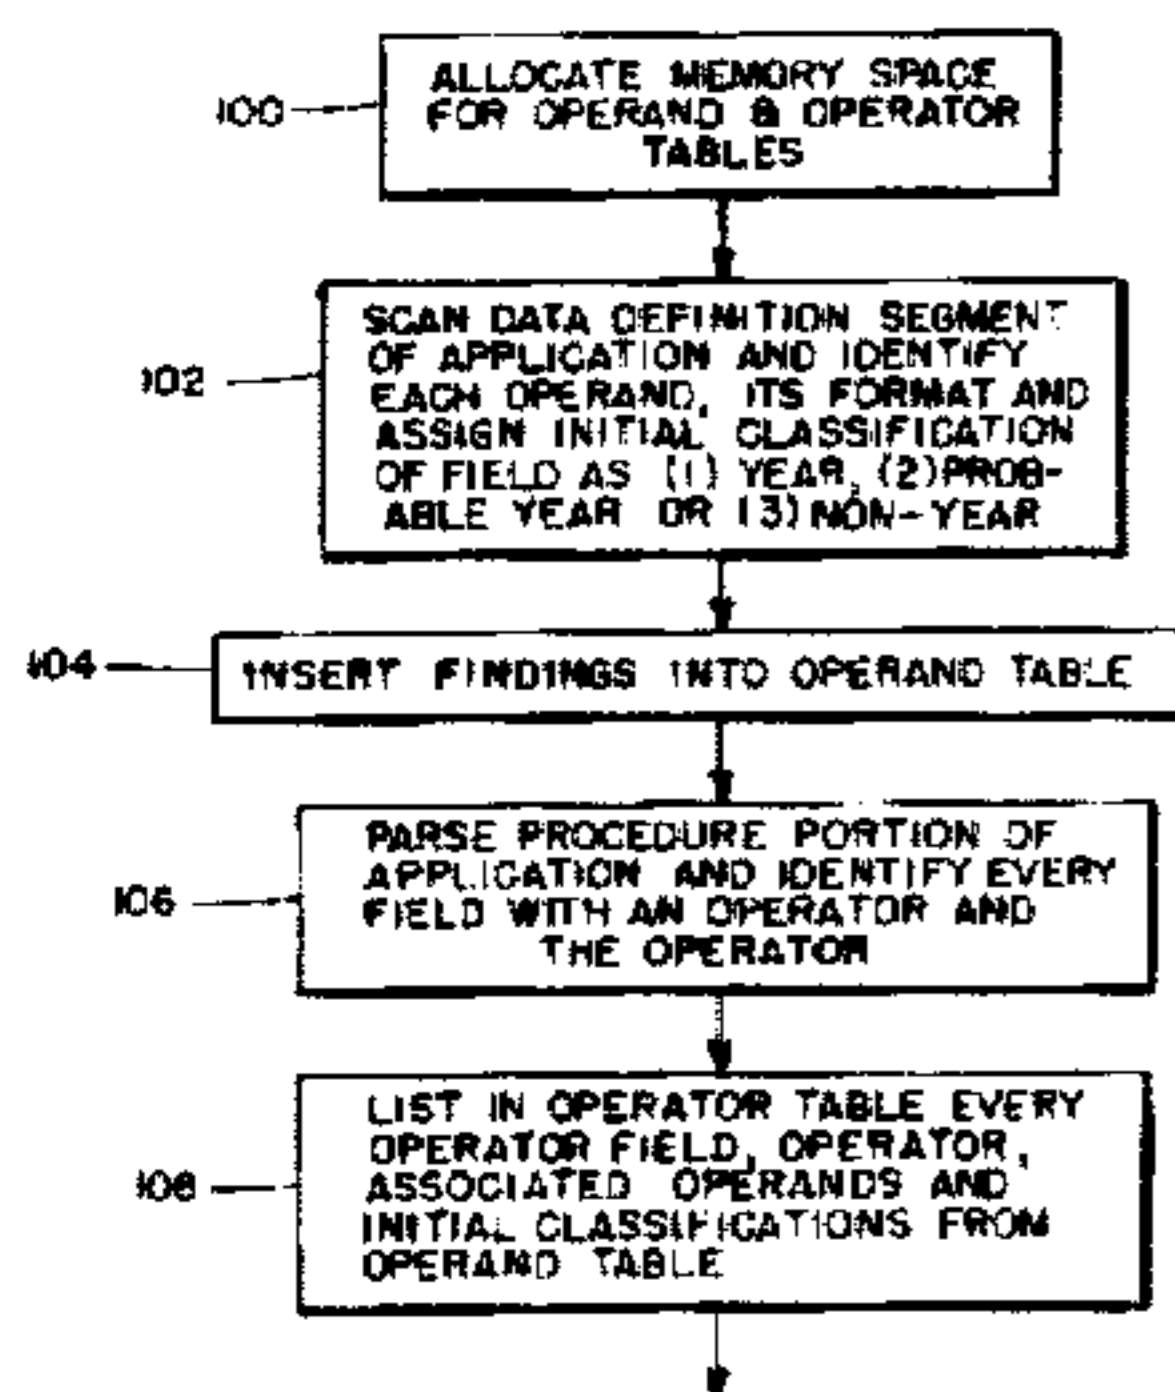 100
ALLOCATE MEMORY SPACE
FOR OPERAND & OPERATOR
TABLES
102
SCAN DATA DEFINITION SEGMENT
OF APPLICATION AND IDENTIFY
EACH OPERAND, ITS FORMAT AND
ASSIGN INITIAL CLASSIFICATION
OF FIELD AS (1) YEAR, (2) PROB-
ABLE YEAR OR (3) NON-YEAR
104
INSERT FINDINGS INTO OPERAND TABLE
106
PARSE PROCEDURE PORTION OF
APPLICATION AND IDENTIFY EVERY
FIELD WITH AN OPERATOR AND
THE OPERATOR
108
LIST IN OPERATOR TABLE EVERY
OPERATOR FIELD, OPERATOR,
ASSOCIATED OPERANDS AND
INITIAL CLASSIFICATIONS FROM
OPERAND TABLE